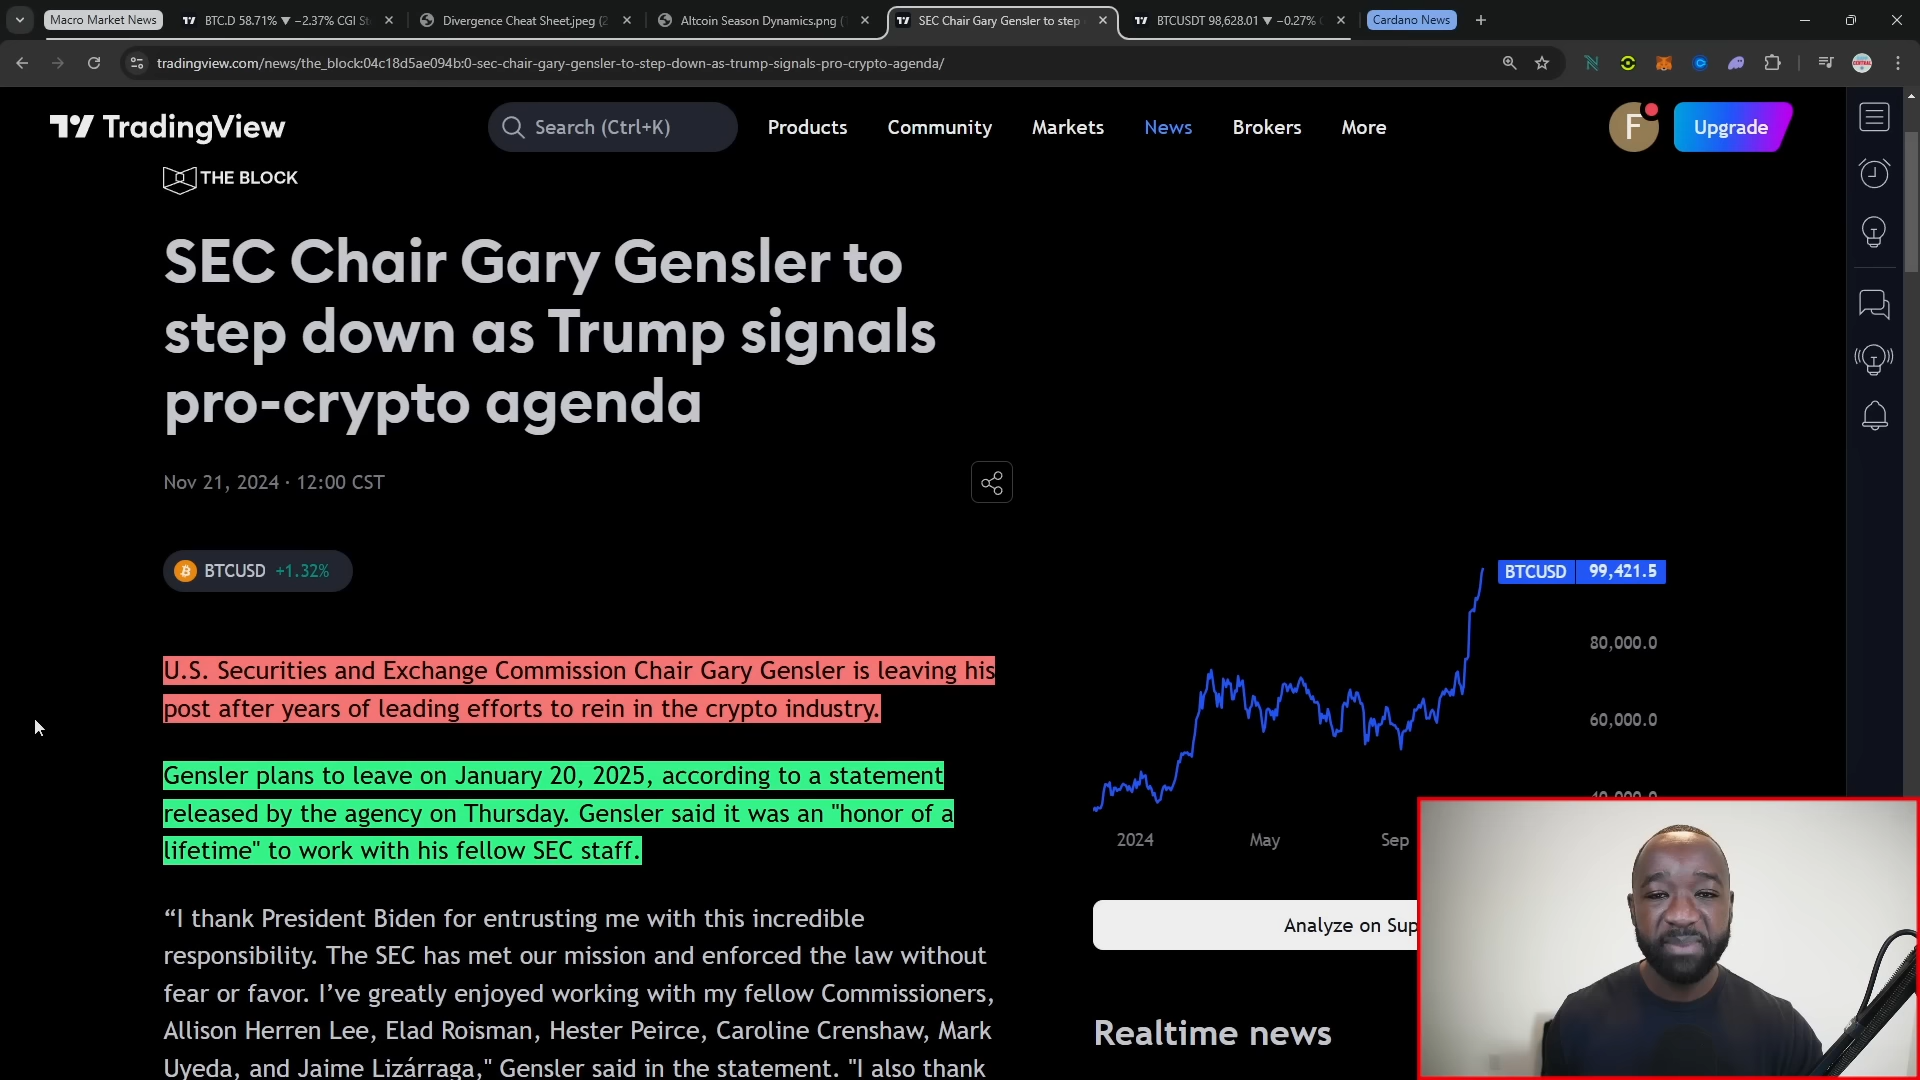 Macro Market News
BTC.D 58.71% ▼ −2.37% CGI St
Divergence Cheat Sheet.jpeg (2
Altcoin Season Dynamics.png (
SEC Chair Gary Gensler to step
BTCUSDT 98,628.01 ▼ −0.27%
Cardano News
tradingview.com/news/the_block:04c18d5ae094b:0-sec-chair-gary-gensler-to-step-down-as-trump-signals-pro-crypto-agenda/
TradingView
Search (Ctrl+K)
Products
Community
Markets
News
Brokers
More
F
Upgrade
THE BLOCK
SEC Chair Gary Gensler to
step down as Trump signals
pro-crypto agenda
Nov 21, 2024 · 12:00 CST
BTCUSD +1.32%
U.S. Securities and Exchange Commission Chair Gary Gensler is leaving his
post after years of leading efforts to rein in the crypto industry.
Gensler plans to leave on January 20, 2025, according to a statement
released by the agency on Thursday. Gensler said it was an "honor of a
lifetime" to work with his fellow SEC staff.
“I thank President Biden for entrusting me with this incredible
responsibility. The SEC has met our mission and enforced the law without
fear or favor. I’ve greatly enjoyed working with my fellow Commissioners,
Allison Herren Lee, Elad Roisman, Hester Peirce, Caroline Crenshaw, Mark
Uyeda, and Jaime Lizárraga," Gensler said in the statement. "I also thank
BTCUSD 99,421.5
80,000.0
60,000.0
40,000.0
2024 May Sep
Analyze on Sup
Realtime news